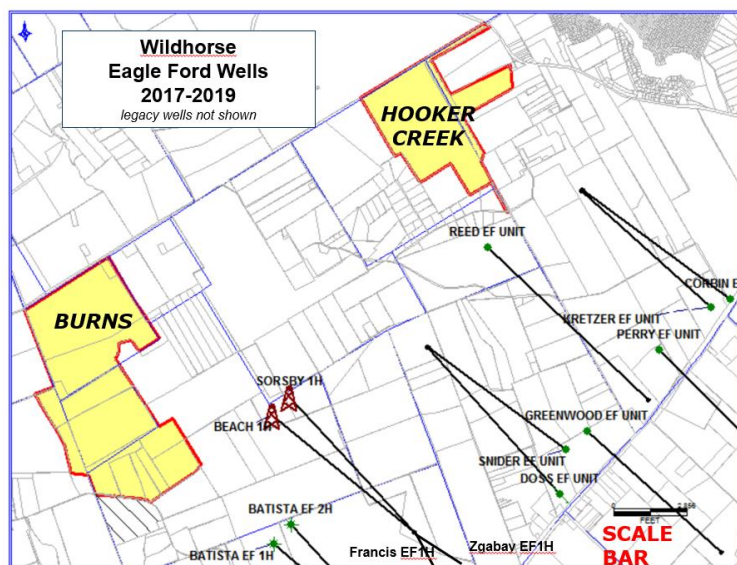 Wildhorse
Eagle Ford Wells
2017-2019
legacy wells not shown
HOOKER
CREEK
REED EF UNIT
CORBIN E
KRETZER EF UNIT
PERRY EF UNIT
BURNS
SORSBY 1H
BEACH 1H
GREENWOOD EF UNIT
SNIDER EF UNIT
DOSS EF UNIT
BATISTA EF 2H
BATISTA EF 1H
Francis EF1H
Zgabay EF1H
0
FEET
SCALE
BAR